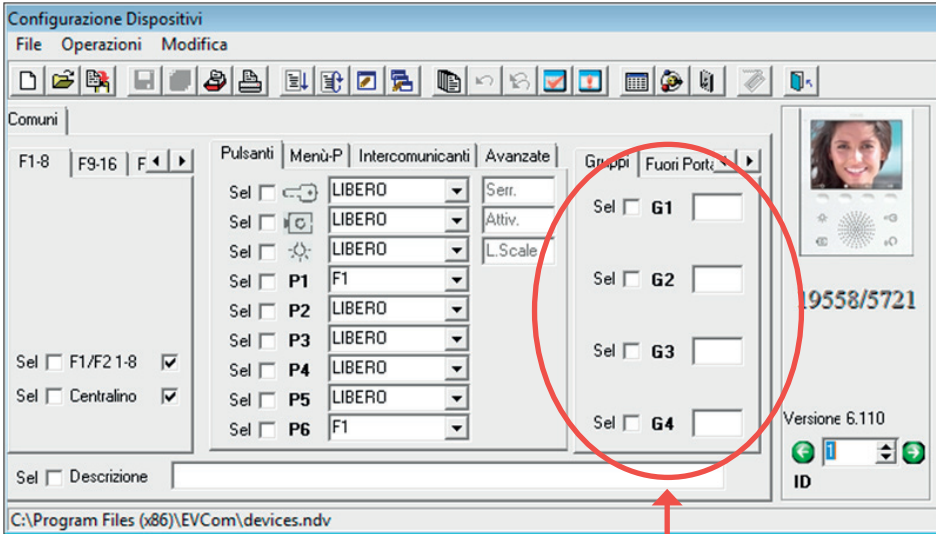 Configurazione Dispositivi
File Operazioni Modifica
Comuni
F1-8 F9-16 F
Sel F1/F2 1-8
Sel Centralino
Pulsanti Menù-P Intercomunicanti Avanzate
Sel LIBERO Serr.
Sel LIBERO Attiv.
Sel LIBERO L.Scale
Sel P1 F1
Sel P2 LIBERO
Sel P3 LIBERO
Sel P4 LIBERO
Sel P5 LIBERO
Sel P6 F1
Gruppi Fuori Porta
Sel G1
Sel G2
Sel G3
Sel G4
19558/5721
Versione 6.110
1
ID
Sel Descrizione
C:\Program Files (x86)\EVCom\devices.ndv